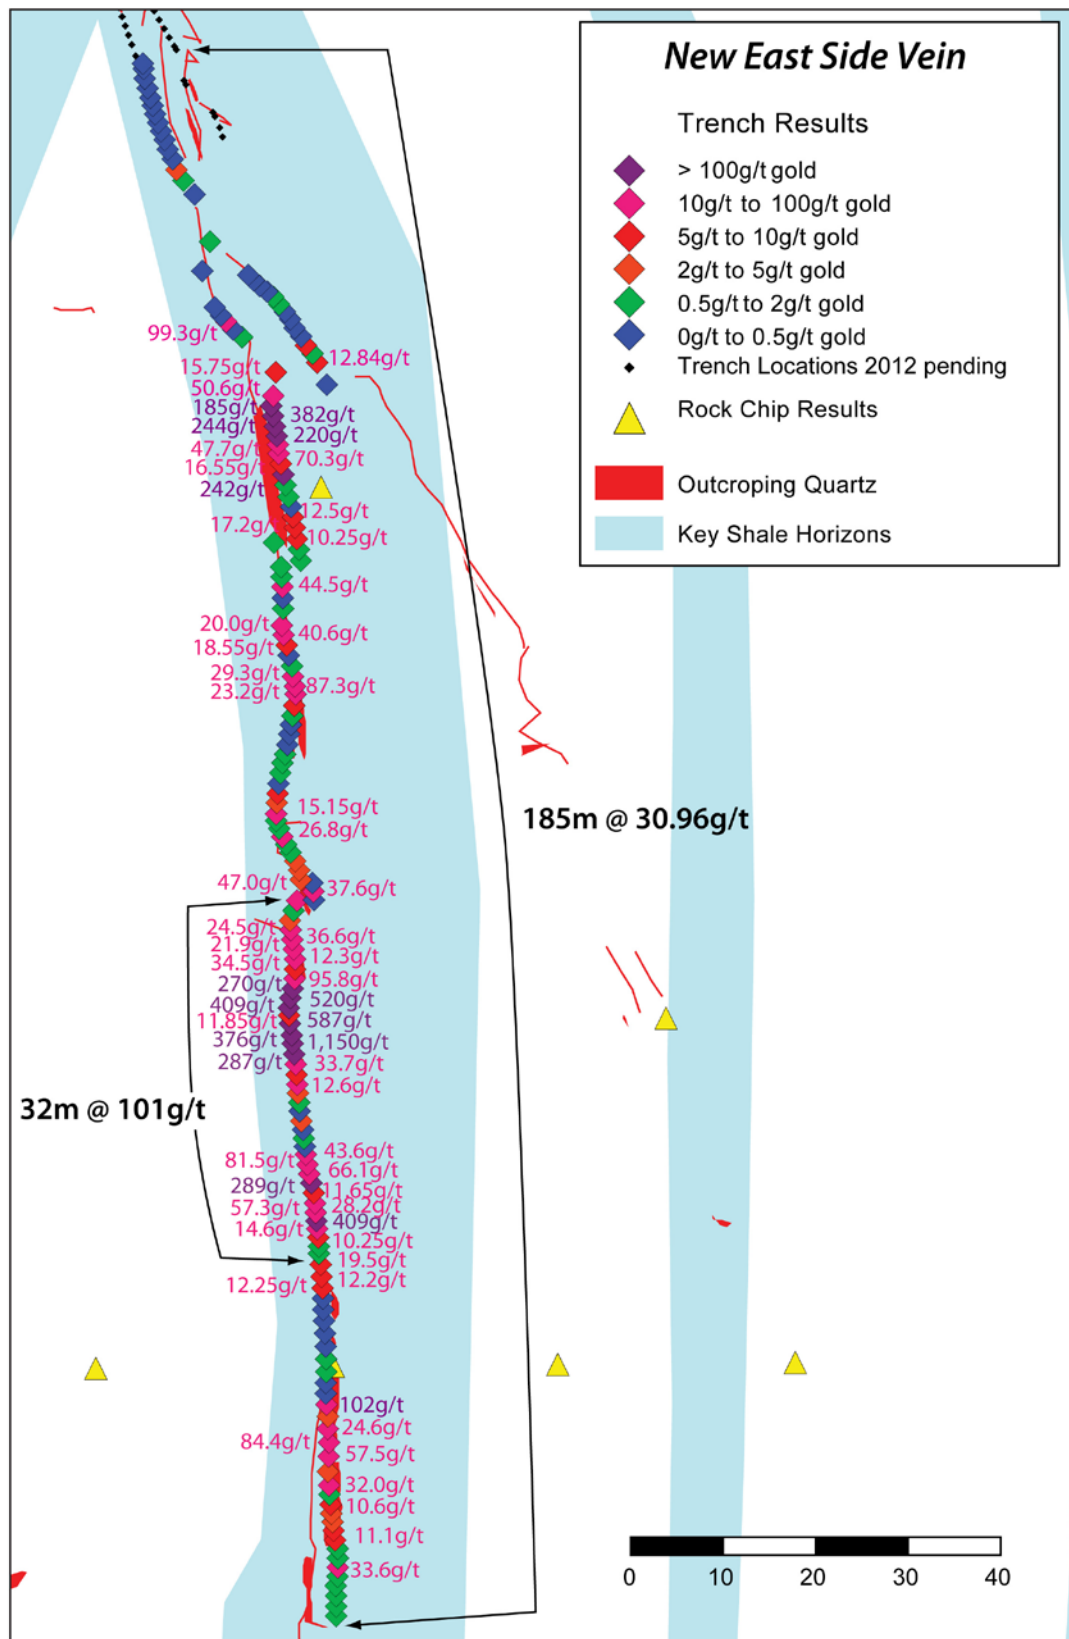 New East Side Vein
Trench Results
> 100g/t gold
10g/t to 100g/t gold
5g/t to 10g/t gold
2g/t to 5g/t gold
0.5g/t to 2g/t gold
0g/t to 0.5g/t gold
Trench Locations 2012 pending
Rock Chip Results
Outcroping Quartz
Key Shale Horizons
99.3g/t
12.84g/t
15.75g/t
50.6g/t
185g/t
382g/t
244g/t
220g/t
47.7g/t
70.3g/t
16.55g/t
242g/t
12.5g/t
17.2g/
10.25g/t
44.5g/t
20.0g/t
40.6g/t
18.55g/t
29.3g/t
87.3g/t
23.2g/t
15.15g/t
185m @ 30.96g/t
26.8g/t
47.0g/t
37.6g/t
24.5g/t
36.6g/t
21.9g/t
12.3g/t
34.5g/t
95.8g/t
270g/t
520g/t
409g/t
587g/t
11.85g/t
376g/t
1,150g/t
287g/t
33.7g/t
12.6g/t
32m @ 101g/t
43.6g/t
81.5g/t
66.1g/t
289g/t
11.65g/t
57.3g/t
28.2g/t
409g/t
14.6g/t
10.25g/t
19.5g/t
12.2g/t
12.25g/t
102g/t
24.6g/t
84.4g/t
57.5g/t
32.0g/t
10.6g/t
11.1g/t
33.6g/t
0 10 20 30 40